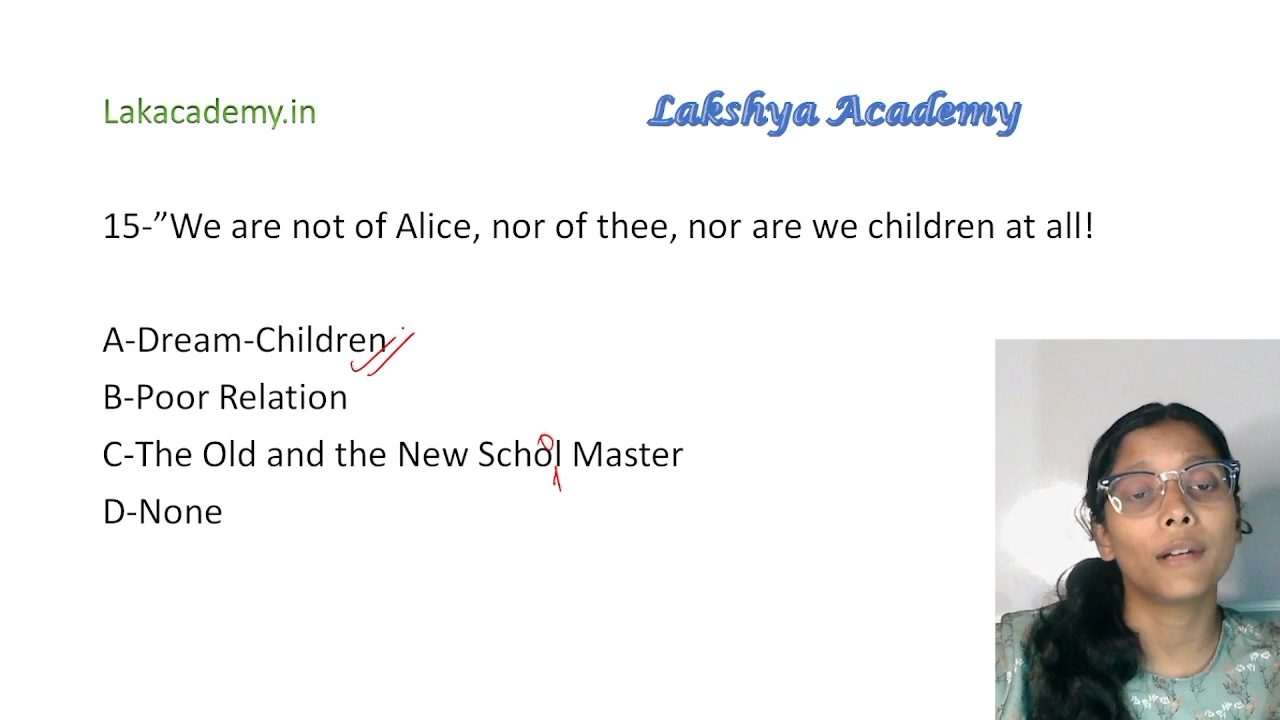 Lakacademy.in
Lakshya Academy
15-”We are not of Alice, nor of thee, nor are we children at all!
A-Dream-Children
B-Poor Relation
C-The Old and the New Schol Master
o
D-None